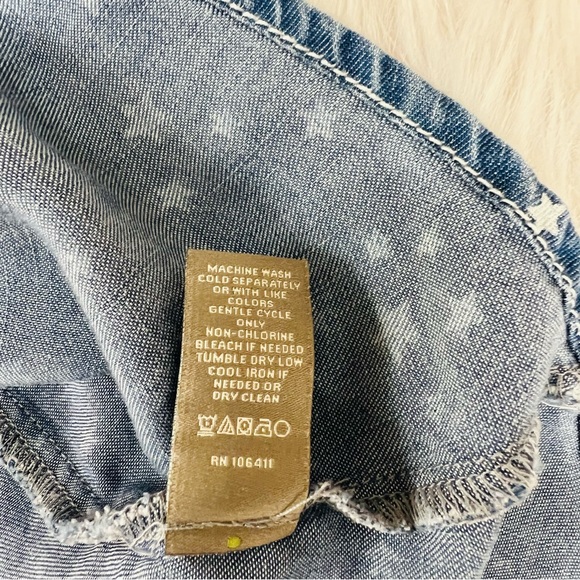 MACHINE WASH
COLD SEPARATELY
OR WITH LIKE
COLORS
GENTLE CYCLE
ONLY
NON-CHLORINE
BLEACH IF NEEDED
TUMBLE DRY LOW
COOL IRON IF
NEEDED OR
DRY CLEAN
RN 106411